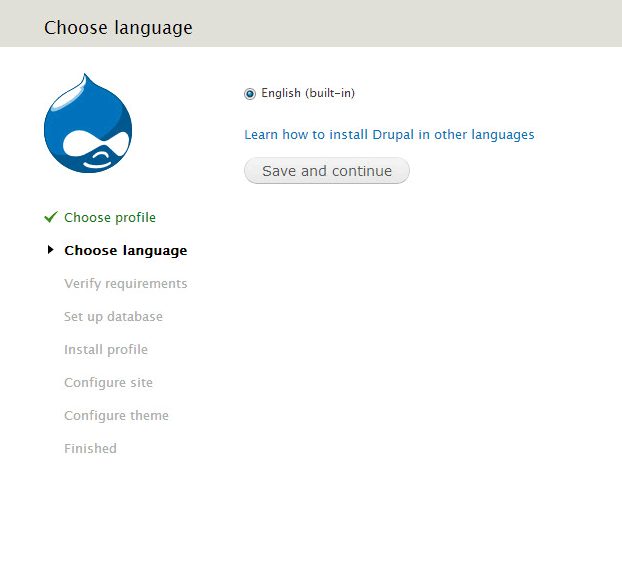 Choose language
English (built-in)
Learn how to install Drupal in other languages
Save and continue
Choose profile
Choose language
Verify requirements
Set up database
Install profile
Configure site
Configure theme
Finished